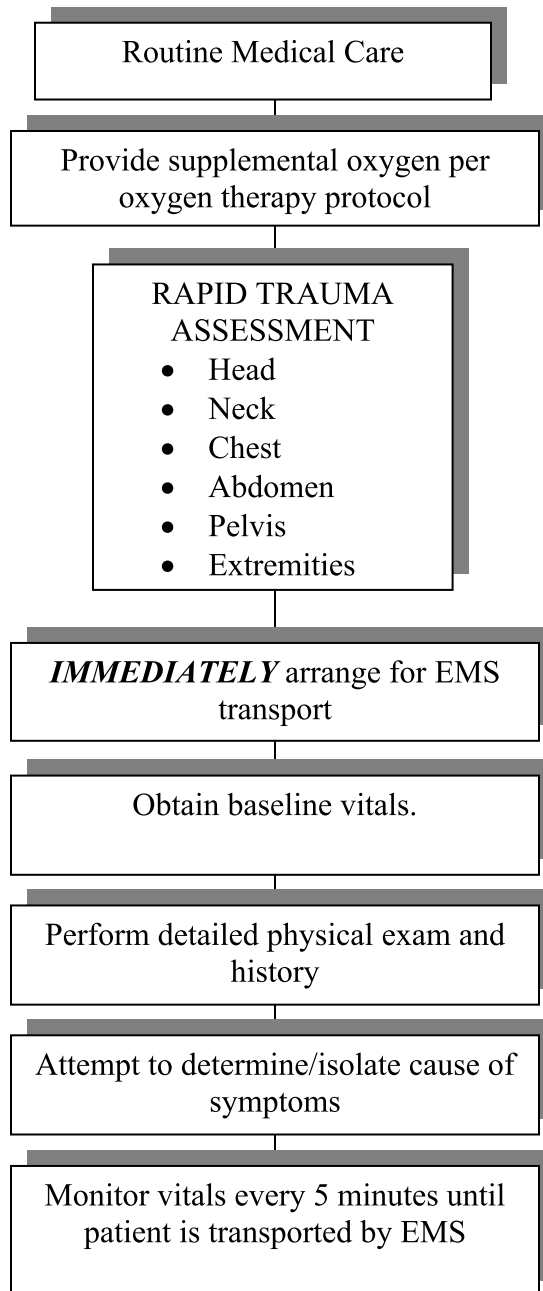 Routine Medical Care
Provide supplemental oxygen per
oxygen therapy protocol
RAPID TRAUMA
ASSESSMENT
• Head
• Neck
• Chest
• Abdomen
• Pelvis
• Extremities
IMMEDIATELY arrange for EMS
transport
Obtain baseline vitals.
Perform detailed physical exam and
history
Attempt to determine/isolate cause of
symptoms
Monitor vitals every 5 minutes until
patient is transported by EMS